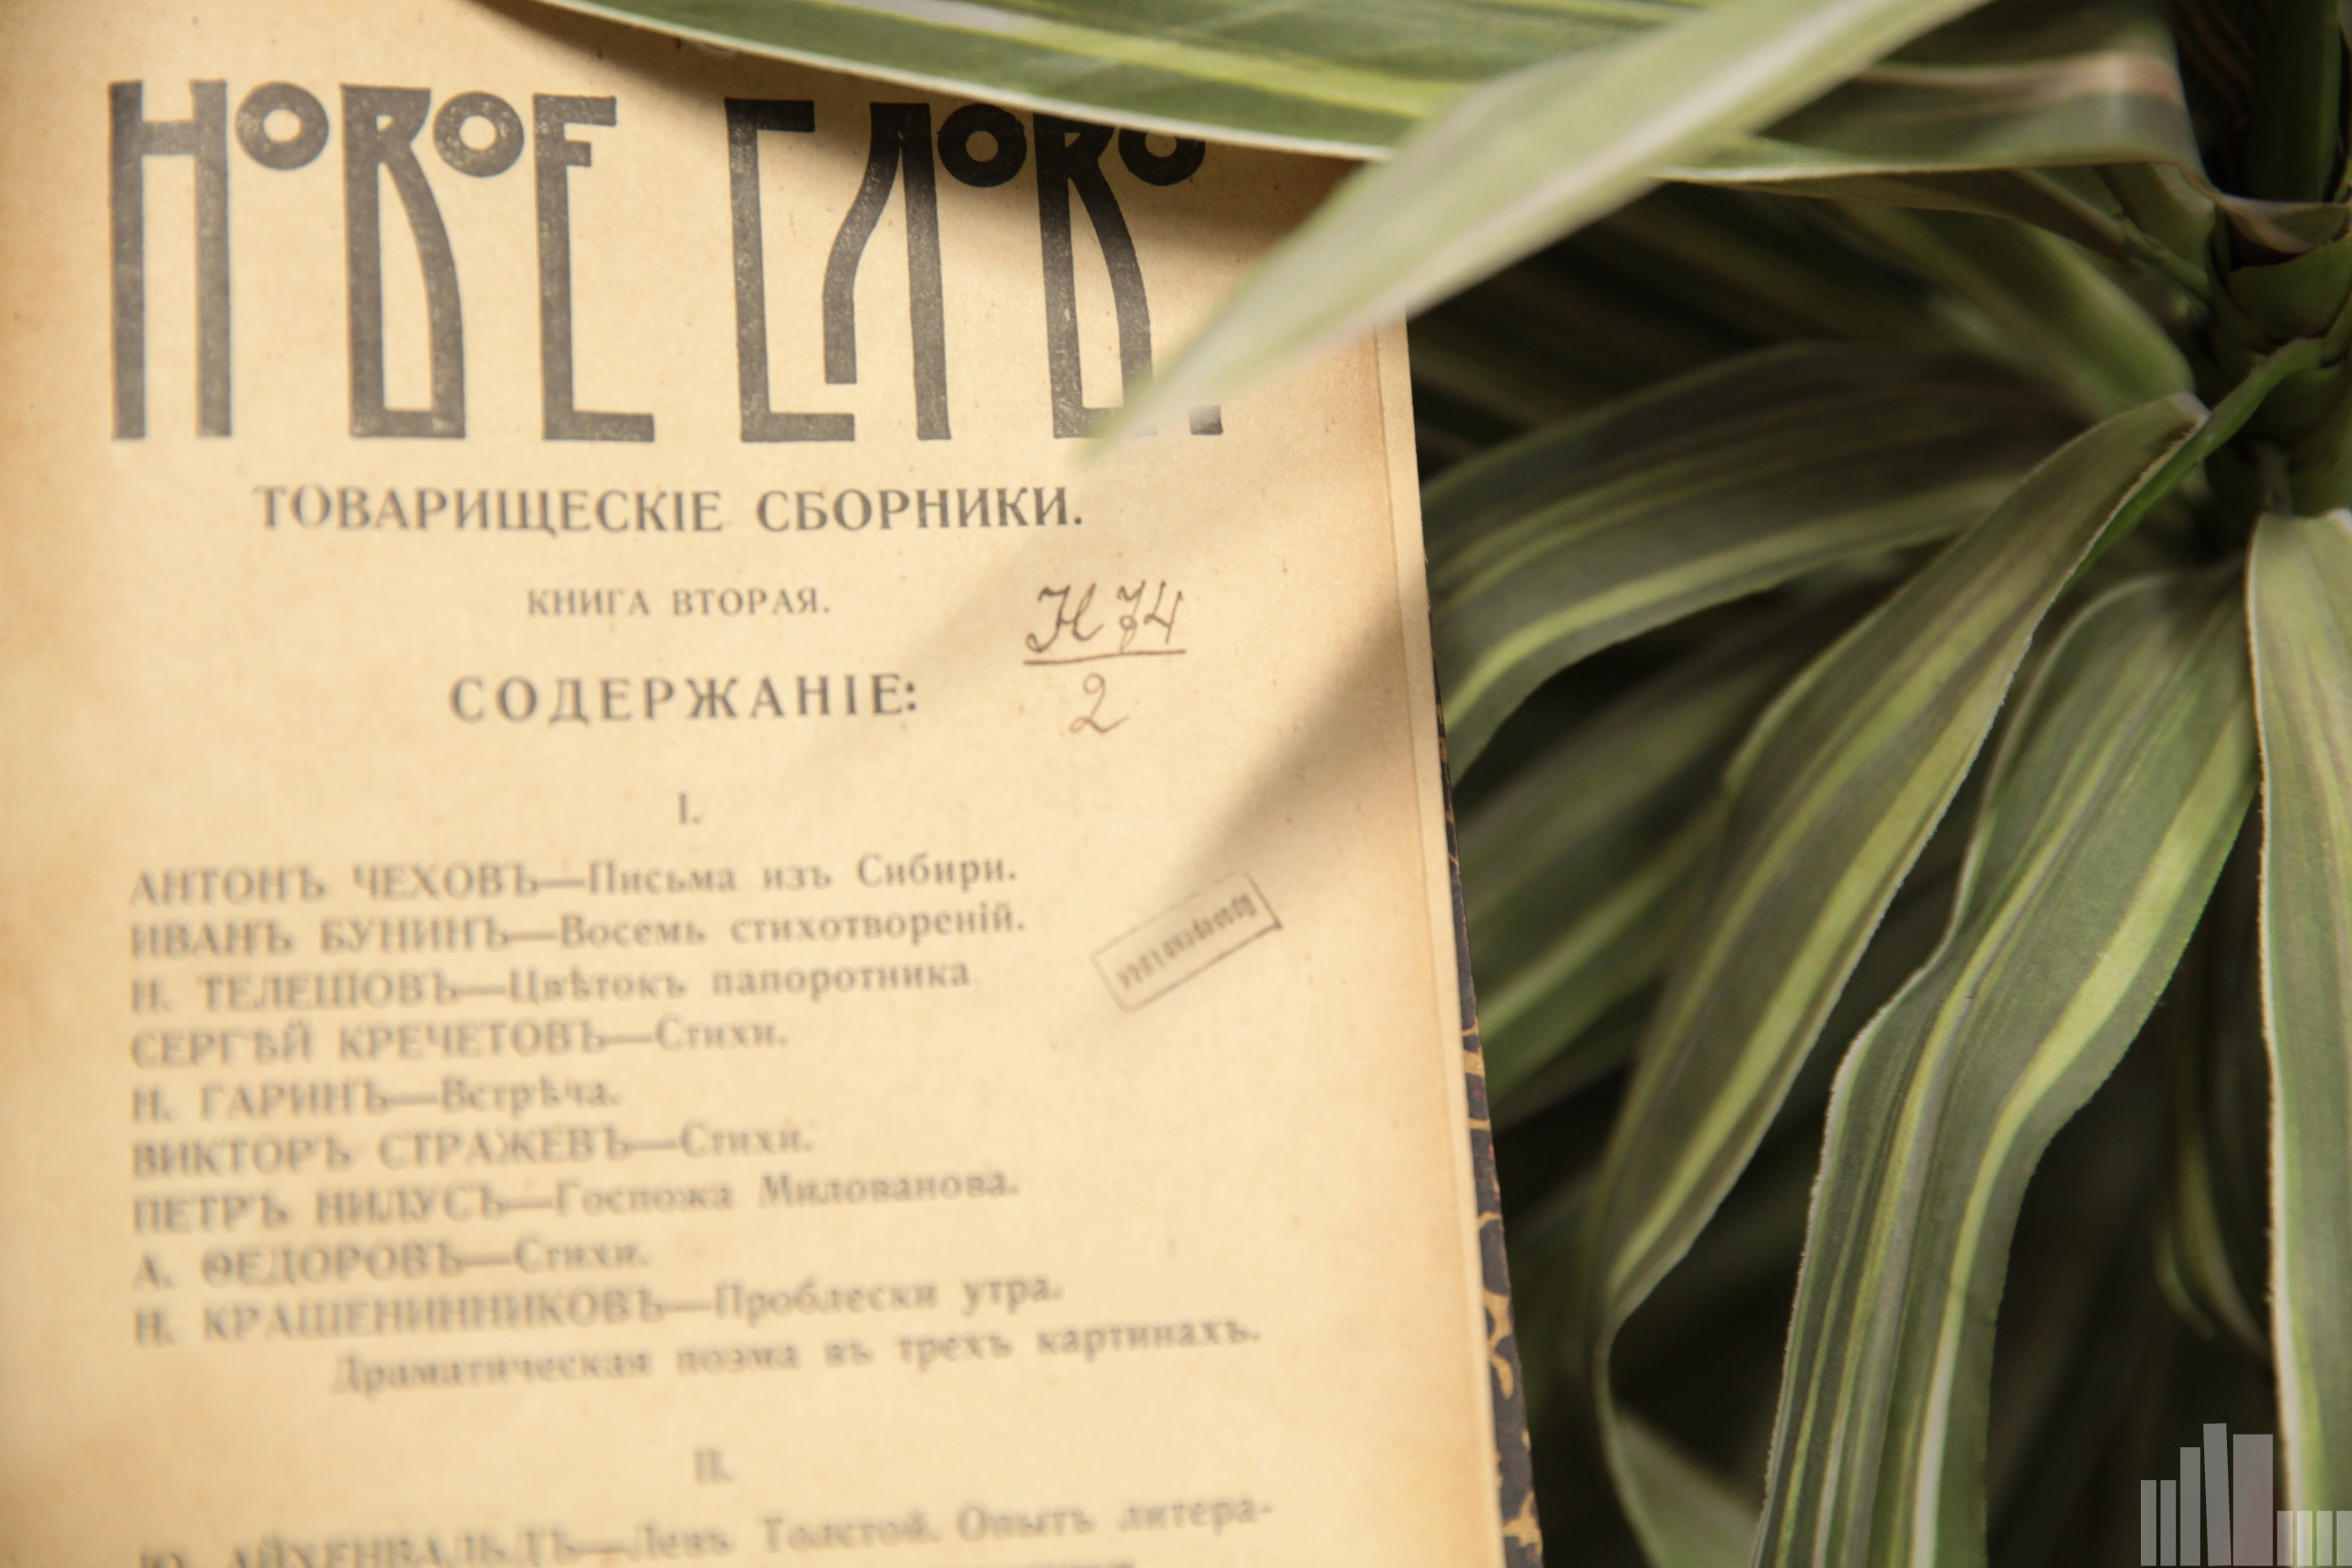 НОВОЕ СЛОВО.
ТОВАРИЩЕСКІЕ СБОРНИКИ.
КНИГА ВТОРАЯ.
Н 74
2
СОДЕРЖАНІЕ:
I.
АНТОНЪ ЧЕХОВЪ—Письма изъ Сибири.
ИВАНЪ БУНИНЪ—Восемь стихотвореній.
Н. ТЕЛЕШОВЪ—Цвѣтокъ папоротника
СЕРГѢЙ КРЕЧЕТОВЪ—Стихи.
Н. ГАРИНЪ—Встрѣча.
ВИКТОРЪ СТРАЖЕВЪ—Стихи.
ПЕТРЪ НИЛУСЪ—Госпожа Милованова.
А. ѲЕДОРОВЪ—Стихи.
Н. КРАШЕНИННИКОВЪ—Проблески утра.
Драматическая поэма въ трехъ картинахъ.
II.
Ю. АЙХЕНВАЛЬДЪ—Левъ Толстой. Опытъ литера-